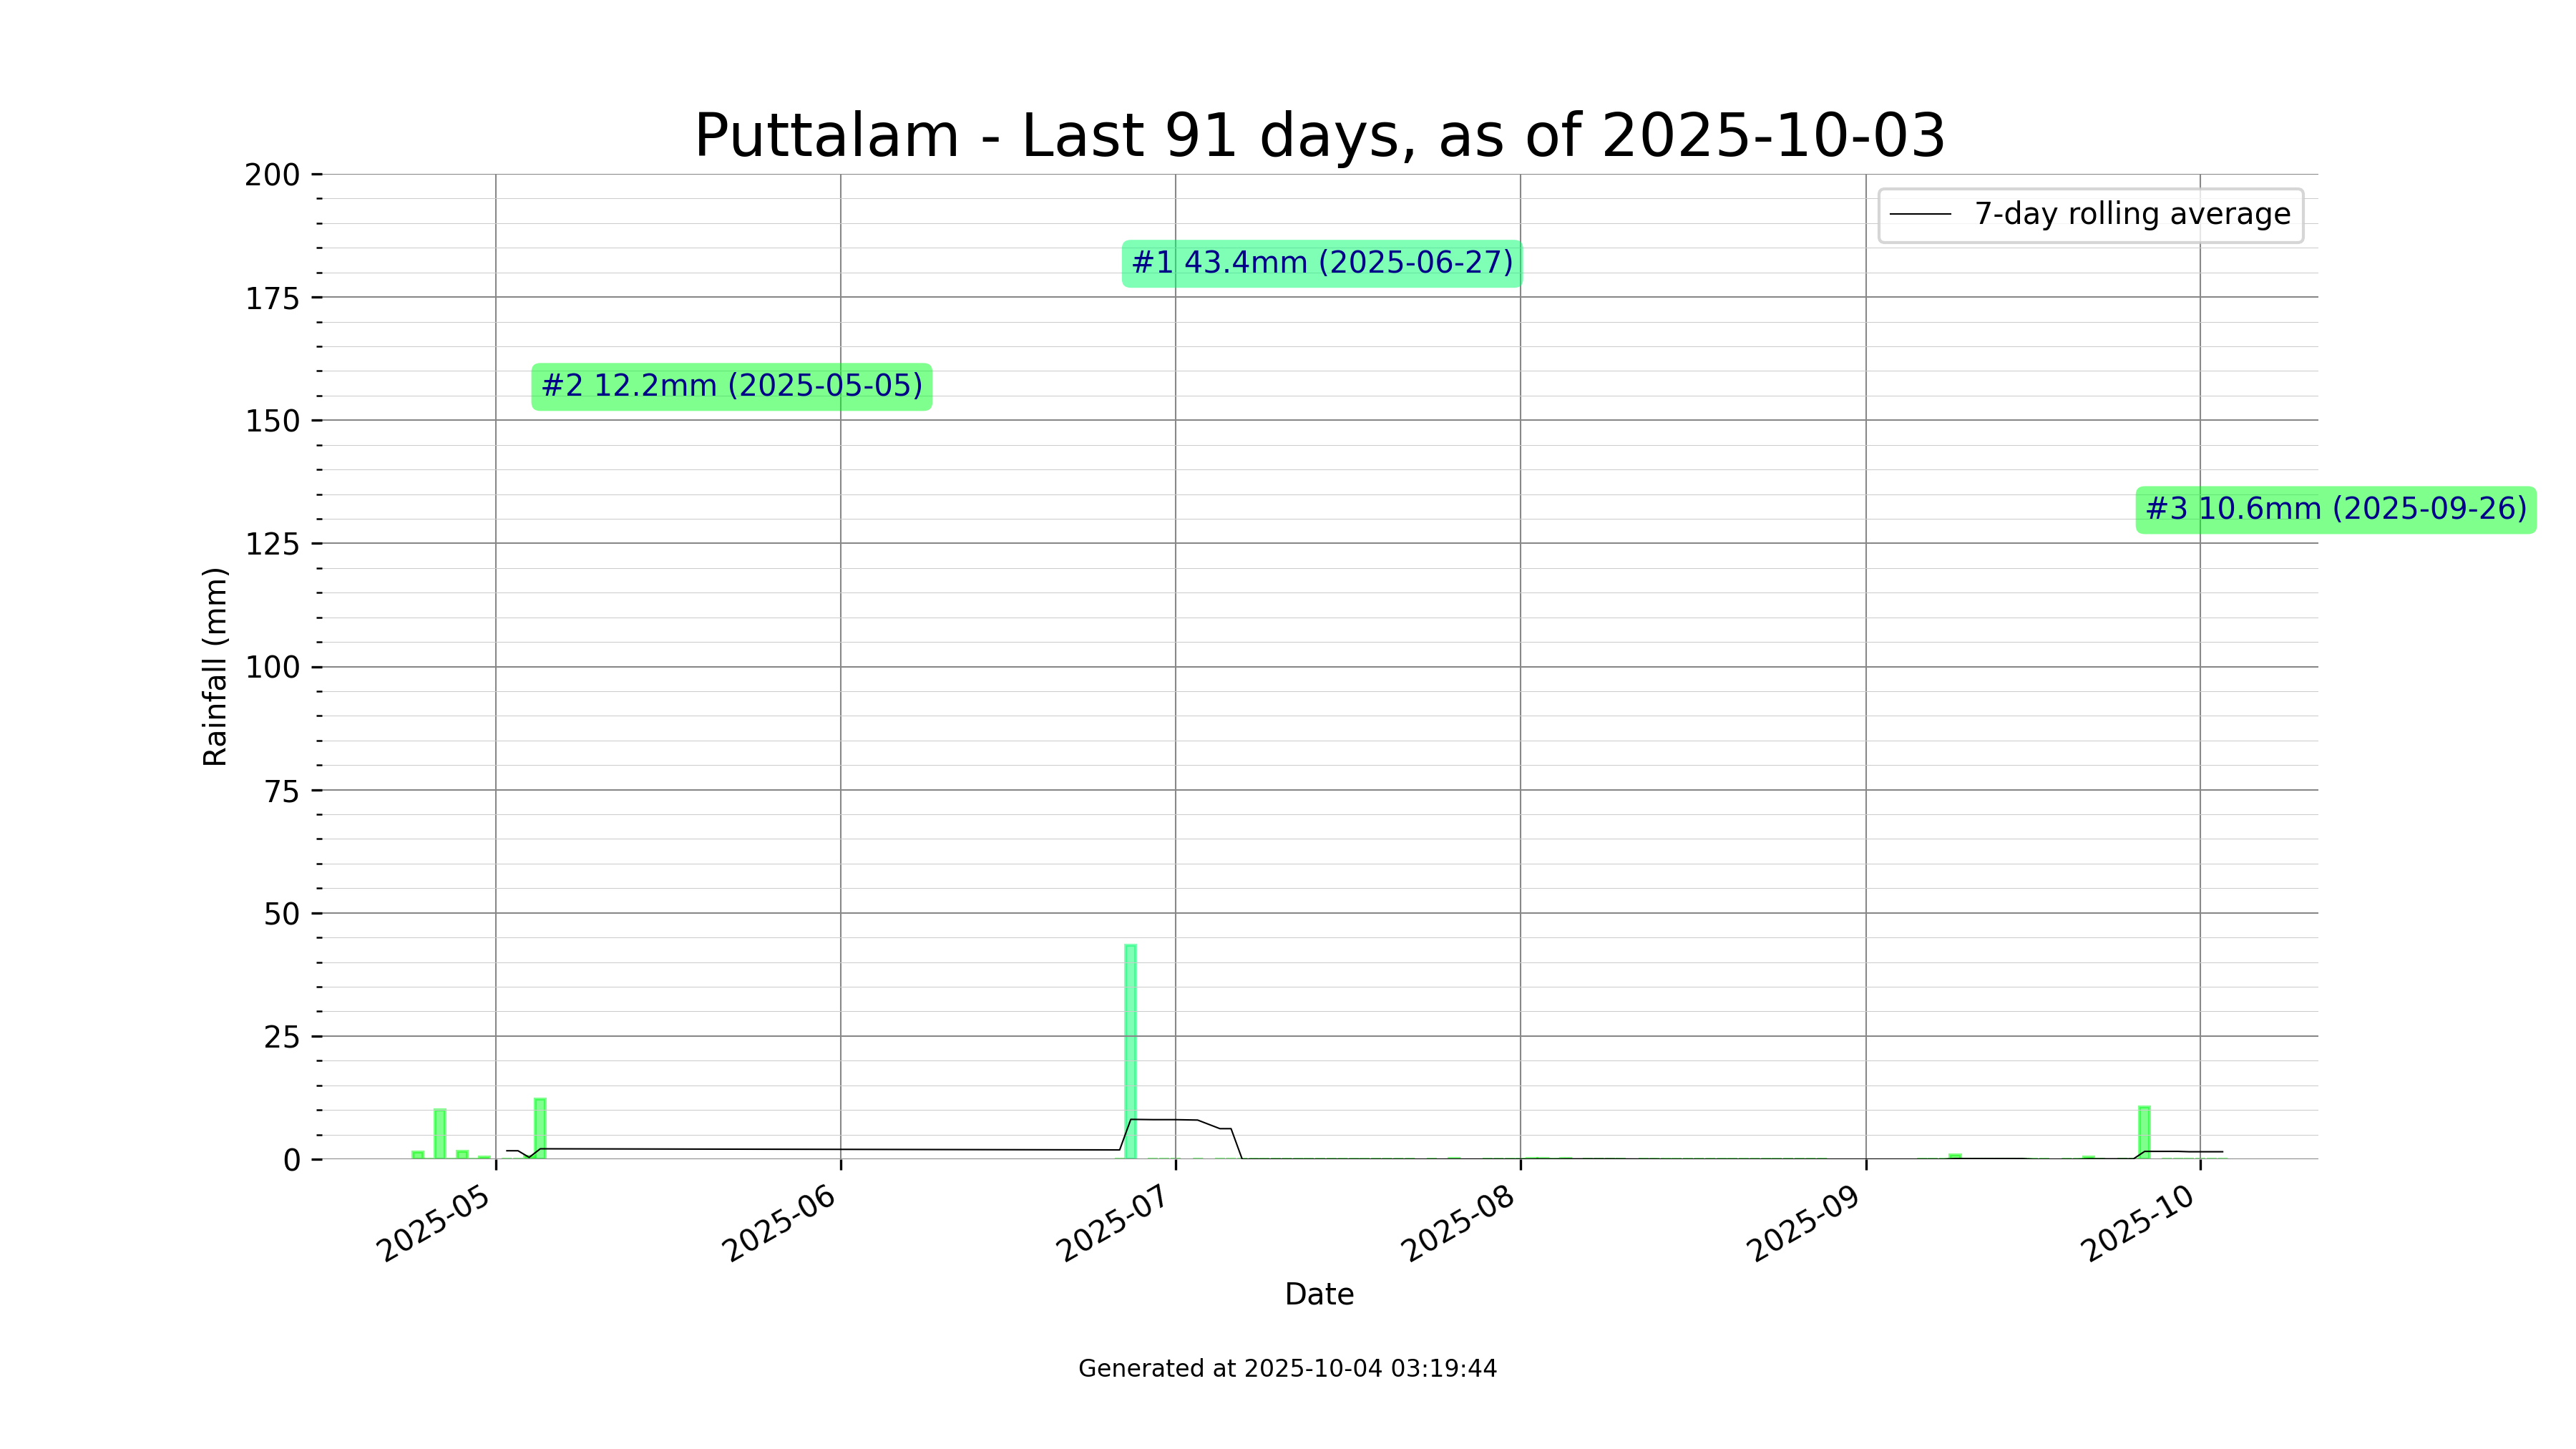 Puttalam - Last 91 days, as of 2025-10-03
200
175
150
125
100
75
50
25
0
Rainfall (mm)
7-day rolling average
#1 43.4mm (2025-06-27)
#2 12.2mm (2025-05-05)
#3 10.6mm (2025-09-26)
2025-05
2025-06
2025-07
2025-08
2025-09
2025-10
Date
Generated at 2025-10-04 03:19:44